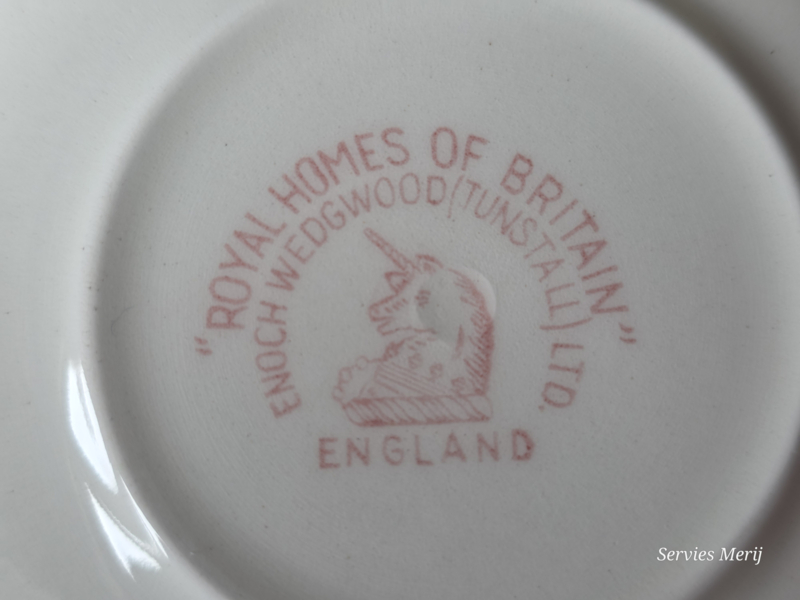 "ROYAL HOMES OF BRITAIN"
ENOCH WEDGWOOD (TUNSTALL) LTD.
ENGLAND
Servies Merij